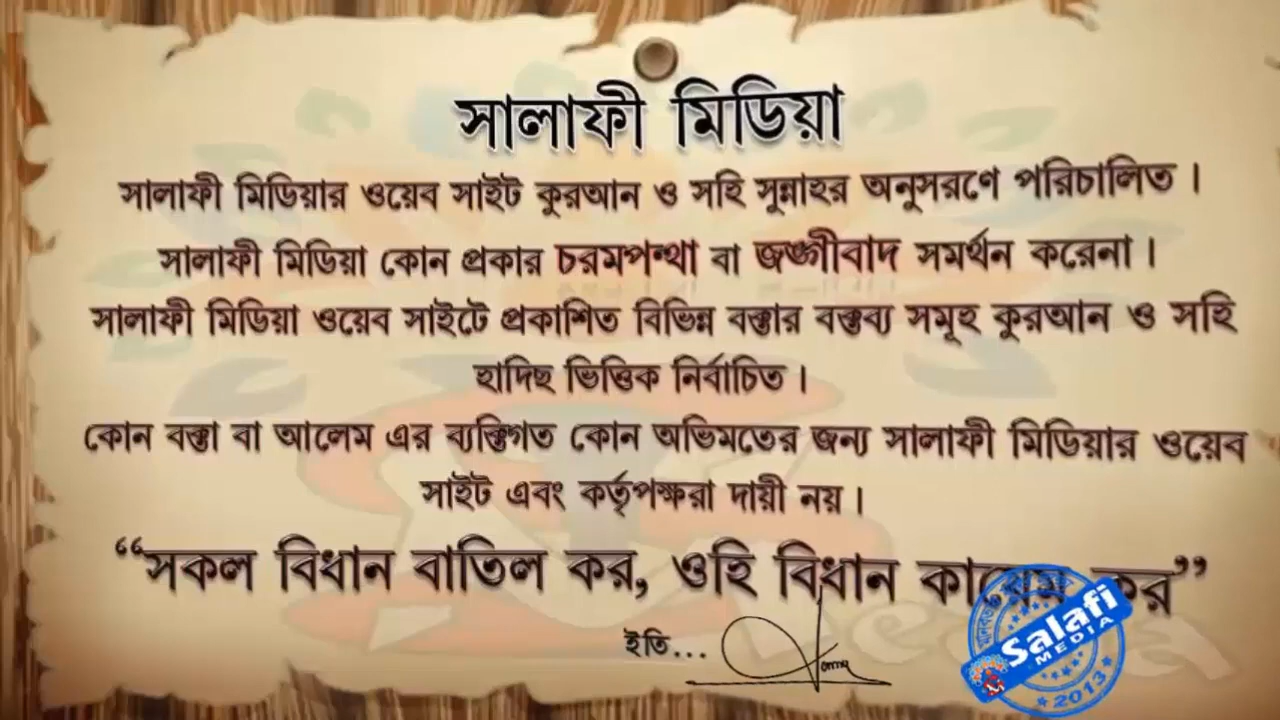 সালাফী মিডিয়া
সালাফী মিডিয়ার ওয়েব সাইট কুরআন ও সহি সুন্নাহর অনুসরণে পরিচালিত ।
সালাফী মিডিয়া কোন প্রকার চরমপন্থা বা জঙ্গীবাদ সমর্থন করেনা ।
সালাফী মিডিয়া ওয়েব সাইটে প্রকাশিত বিভিন্ন বক্তার বক্তব্য সমূহ কুরআন ও সহি
হাদিছ ভিত্তিক নির্বাচিত ।
কোন বক্তা বা আলেম এর ব্যক্তিগত কোন অভিমতের জন্য সালাফী মিডিয়ার ওয়েব
সাইট এবং কর্তৃপক্ষরা দায়ী নয় ।
“সকল বিধান বাতিল কর, ওহি বিধান কায়েম কর”
ইতি...
Salafi
MEDIA
2013